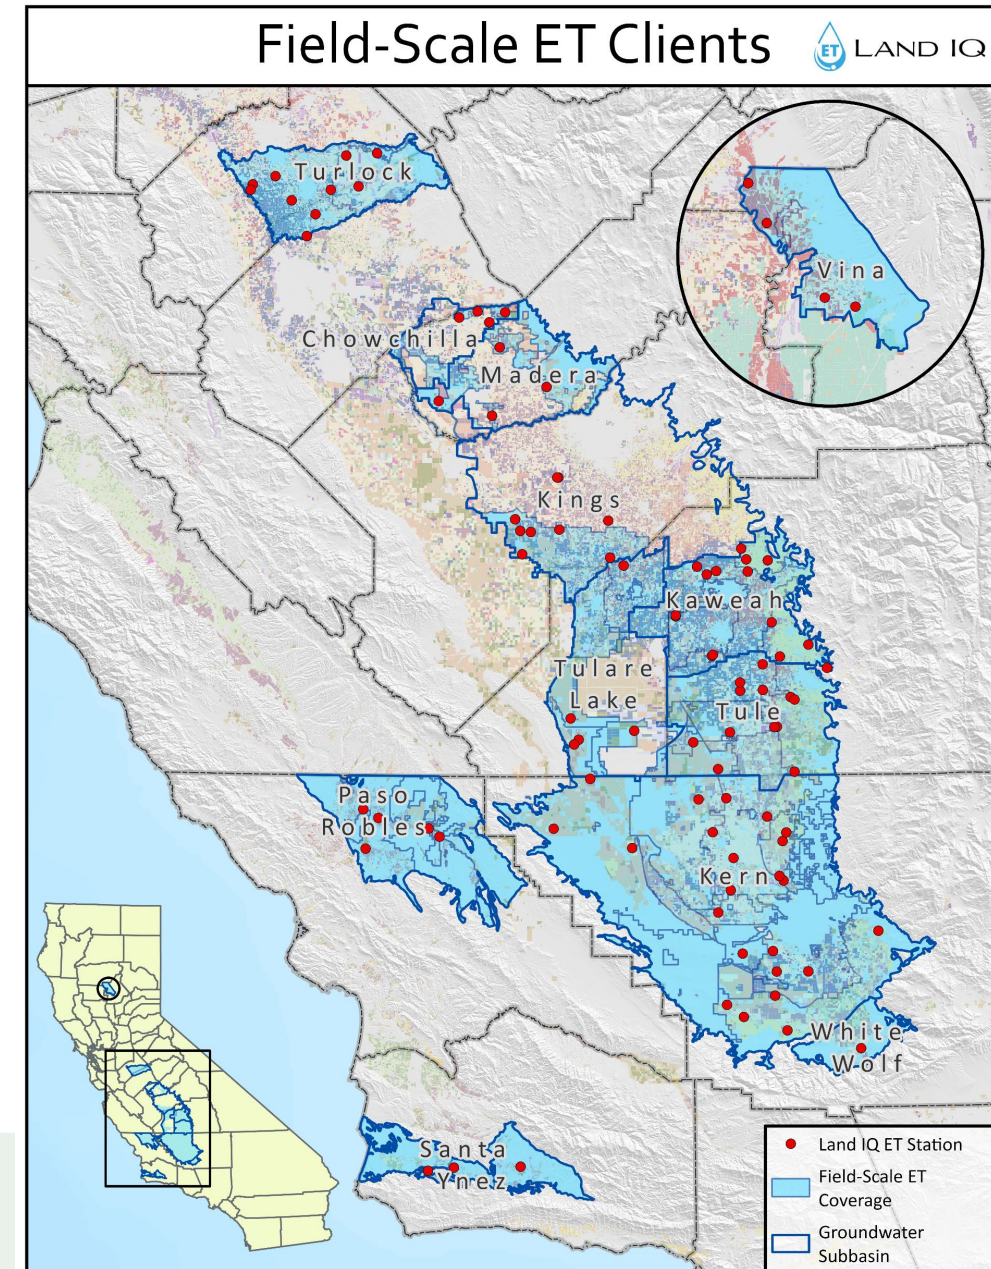 Field-Scale ET Clients
ET LAND IQ
Turlock
Vina
Chowchilla
Madera
Kings
Kaweah
Tulare
Lake
Tule
Paso
Robles
Kern
White
Wolf
Santa
Ynez
Land IQ ET Station
Field-Scale ET
Coverage
Groundwater
Subbasin